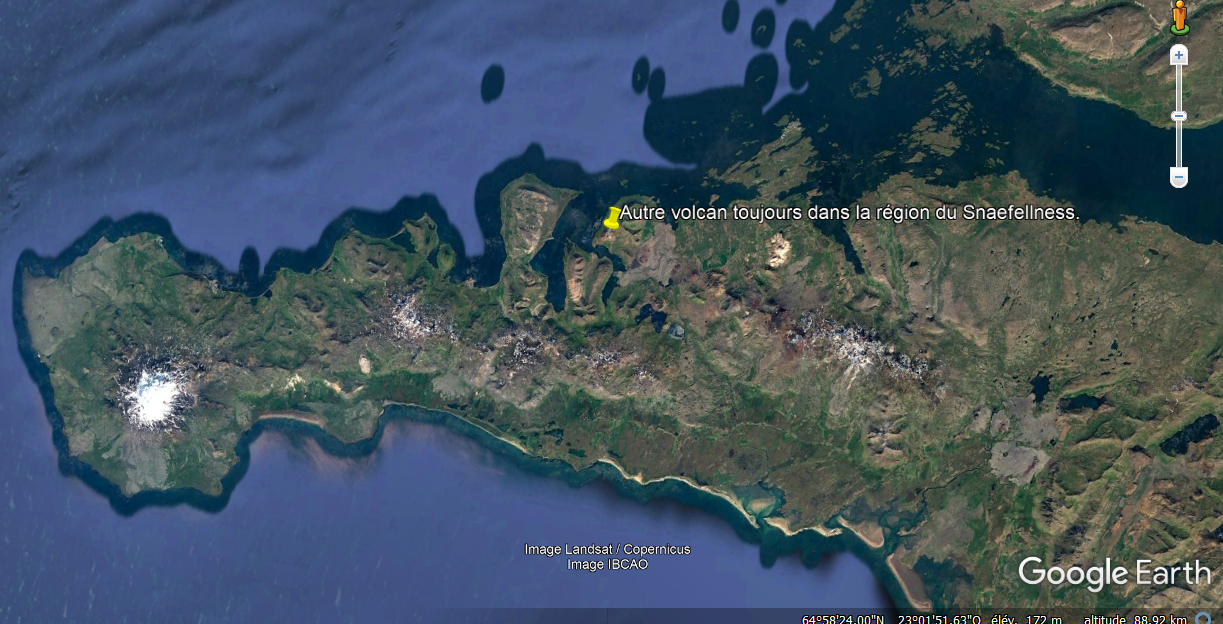 Autre volcan toujours dans la région du Snaefellness.
Image Landsat / Copernicus
Image IBCAO
Google Earth
64°58'24.00"N 23°01'51.63"O élév. 172 m altitude 88.92 km